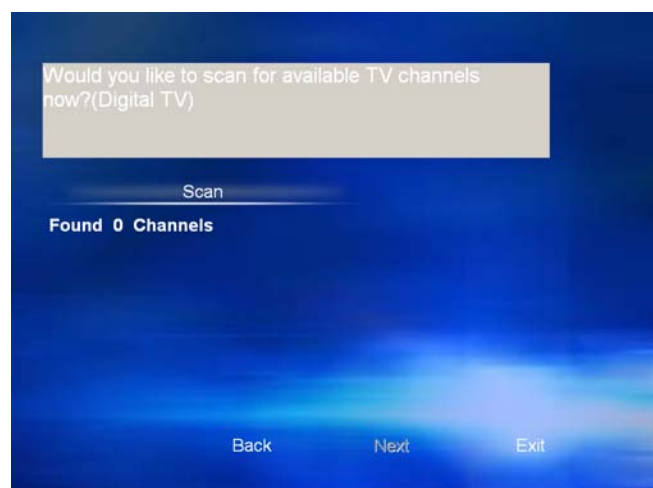 Would you like to scan for available TV channels
now?(Digital TV)
Scan
Found 0 Channels
Back Next Exit